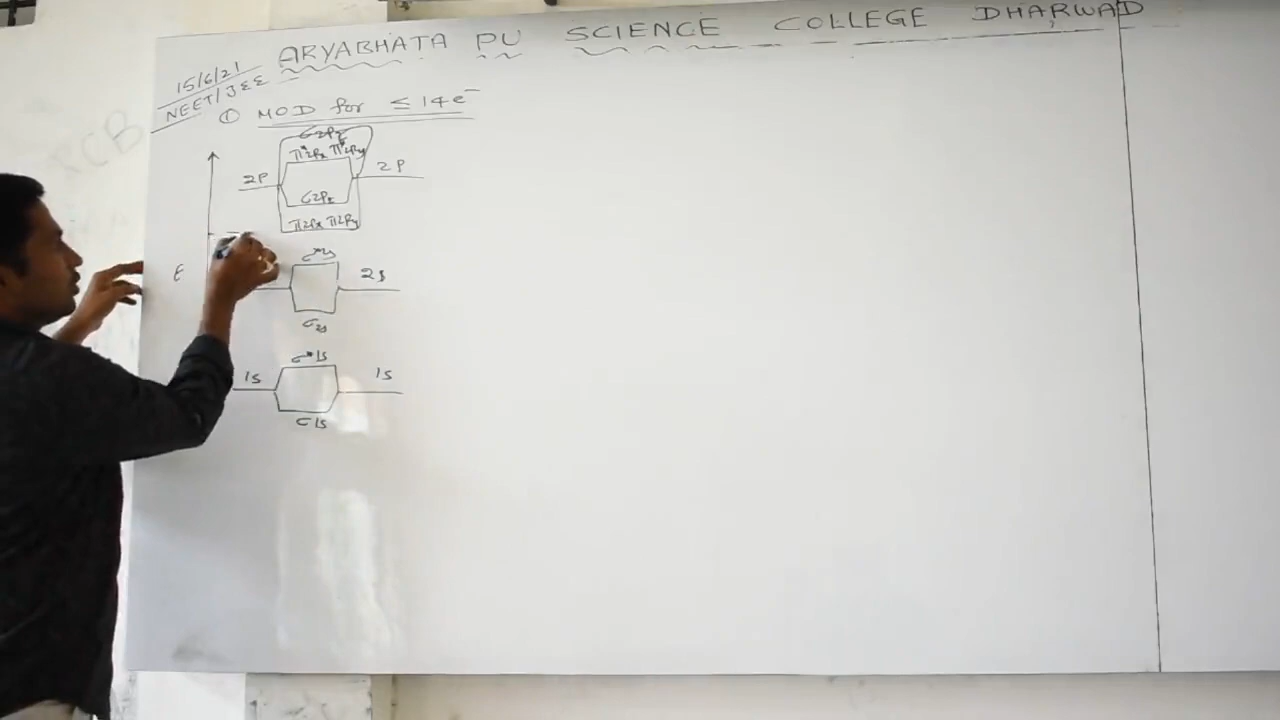 ARYABHATA PU SCIENCE COLLEGE DHARWAD
15/6/21
NEET/JEE
① MOD for ≤ 14e⁻
σ*2Pz
π*2Px π*2Py
2P 2P
σ2Pz
π2Px π2Py
σ*2s
E 2s
σ2s
σ*1s
1s 1s
σ1s